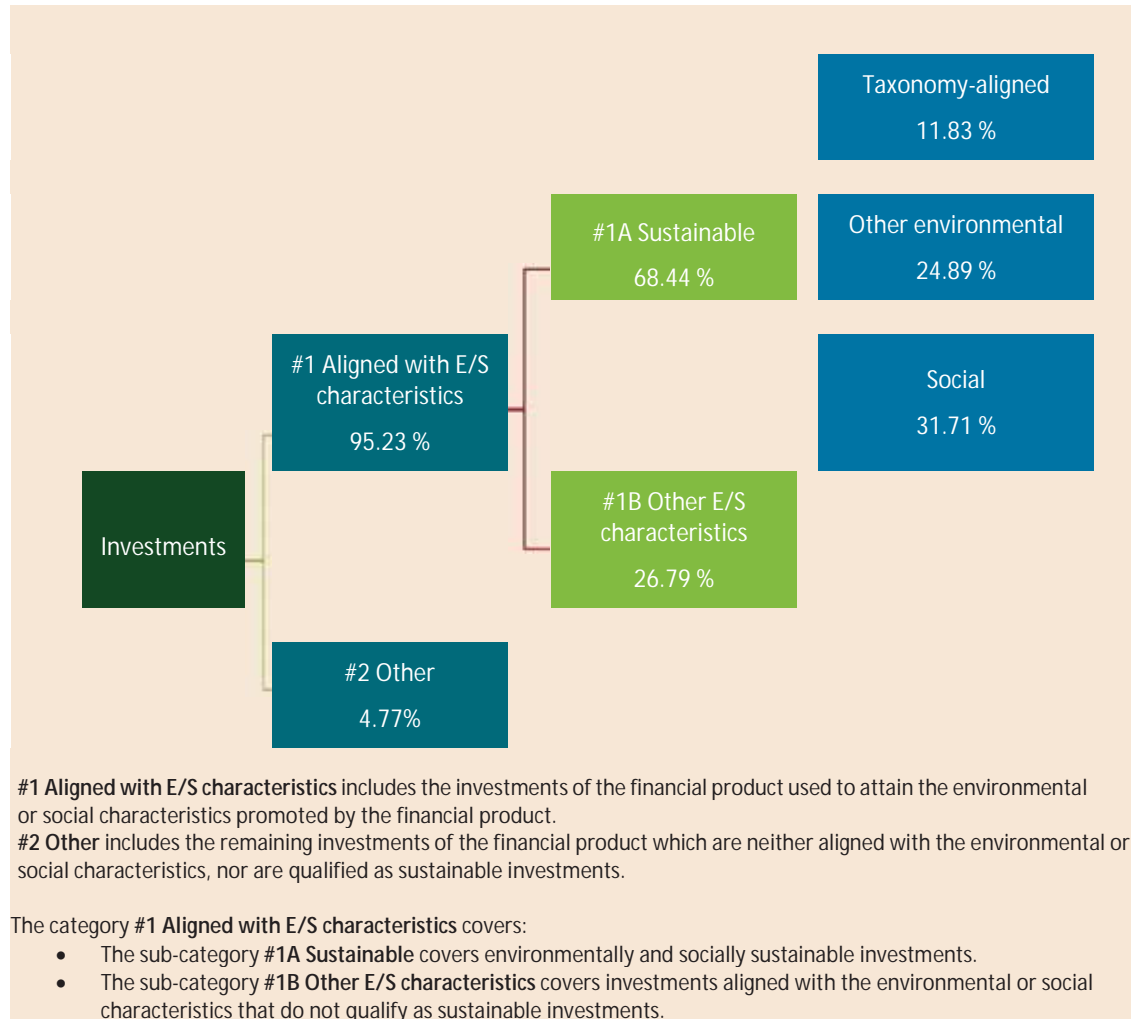 Taxonomy-aligned
11.83 %
#1A Sustainable
68.44 %
Other environmental
24.89 %
#1 Aligned with E/S
characteristics
95.23 %
Social
31.71 %
Investments
#1B Other E/S
characteristics
26.79 %
#2 Other
4.77%
#1 Aligned with E/S characteristics includes the investments of the financial product used to attain the environmental
or social characteristics promoted by the financial product.
#2 Other includes the remaining investments of the financial product which are neither aligned with the environmental or
social characteristics, nor are qualified as sustainable investments.
The category #1 Aligned with E/S characteristics covers:
• The sub-category #1A Sustainable covers environmentally and socially sustainable investments.
• The sub-category #1B Other E/S characteristics covers investments aligned with the environmental or social
characteristics that do not qualify as sustainable investments.